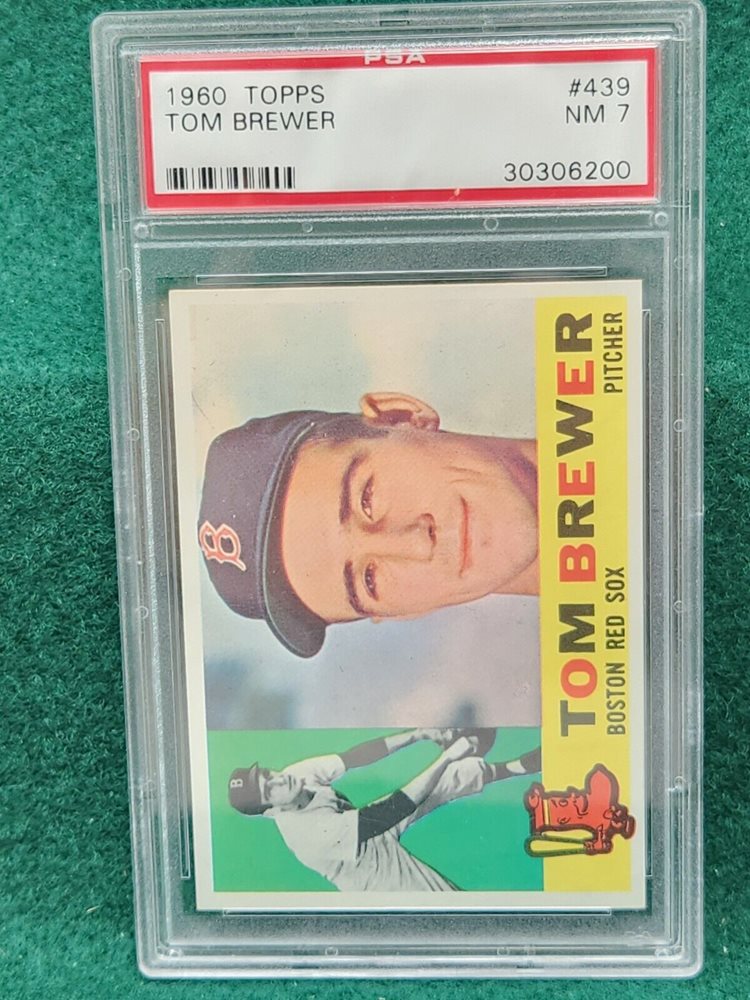 PSA
1960 TOPPS #439
TOM BREWER NM 7
30306200
B
B
TOM BREWER
BOSTON RED SOX PITCHER